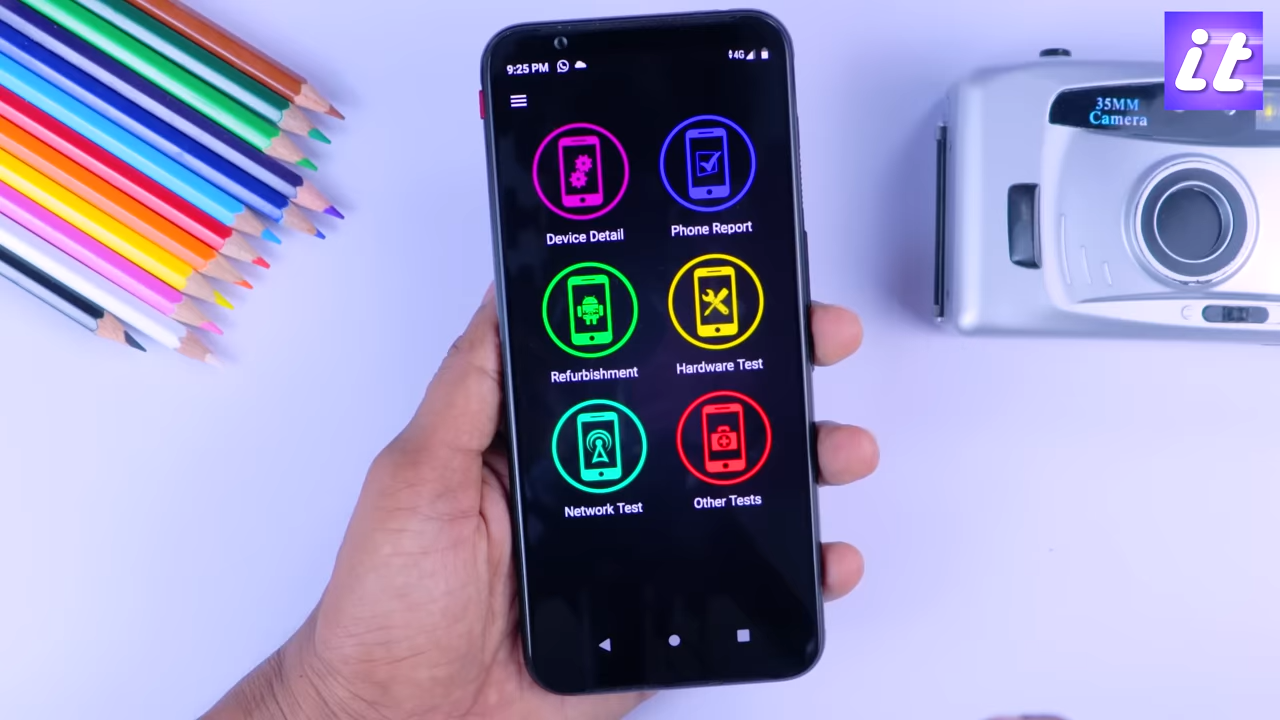 it
35MM
Camera
9:25 PM
4G
Device Detail
Phone Report
Refurbishment
Hardware Test
Network Test
Other Tests